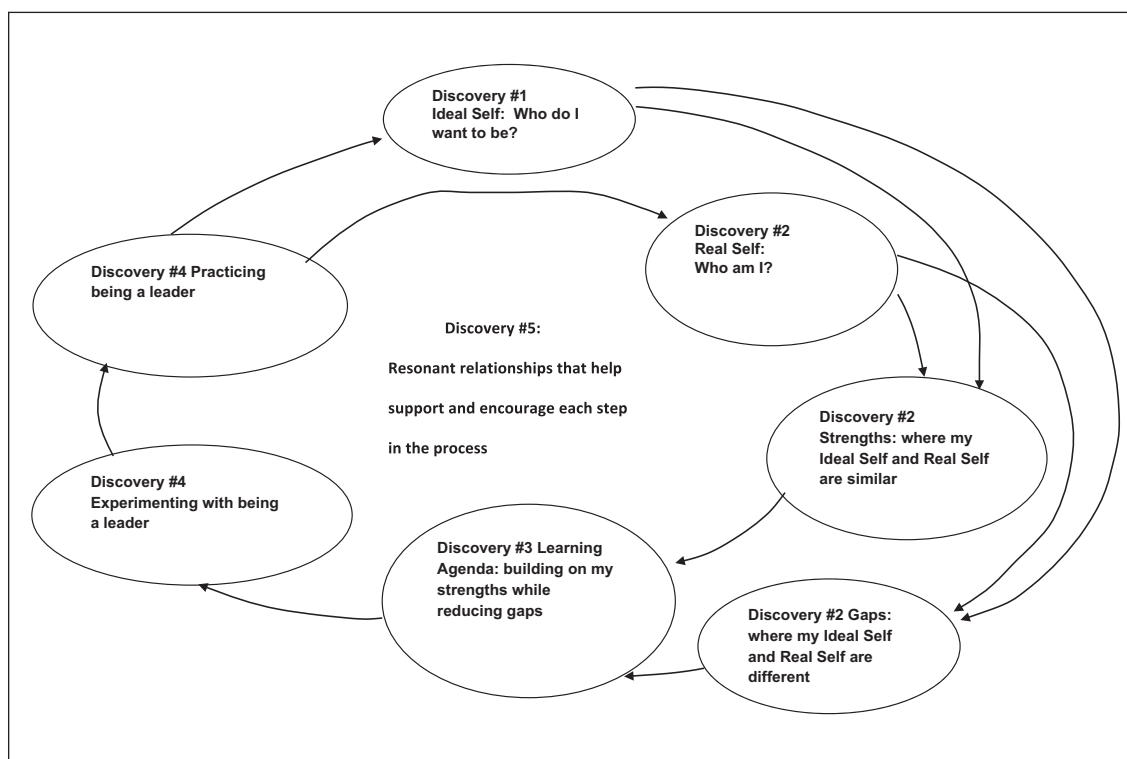 Discovery #1
Ideal Self: Who do I
want to be?
Discovery #2
Real Self:
Who am I?
Discovery #4 Practicing
being a leader
Discovery #5:
Resonant relationships that help
support and encourage each step
in the process
Discovery #2
Strengths: where my
Ideal Self and Real Self
are similar
Discovery #4
Experimenting with being
a leader
Discovery #3 Learning
Agenda: building on my
strengths while
reducing gaps
Discovery #2 Gaps:
where my Ideal Self
and Real Self are
different